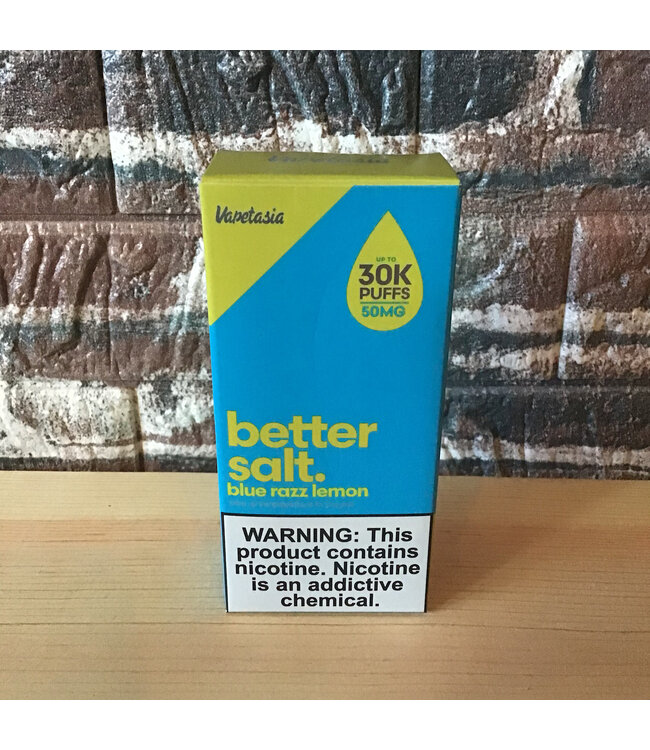 Vapetasia
UP TO
30K
PUFFS
50MG
better
salt.
blue razz lemon
WARNING: This
product contains
nicotine. Nicotine
is an addictive
chemical.